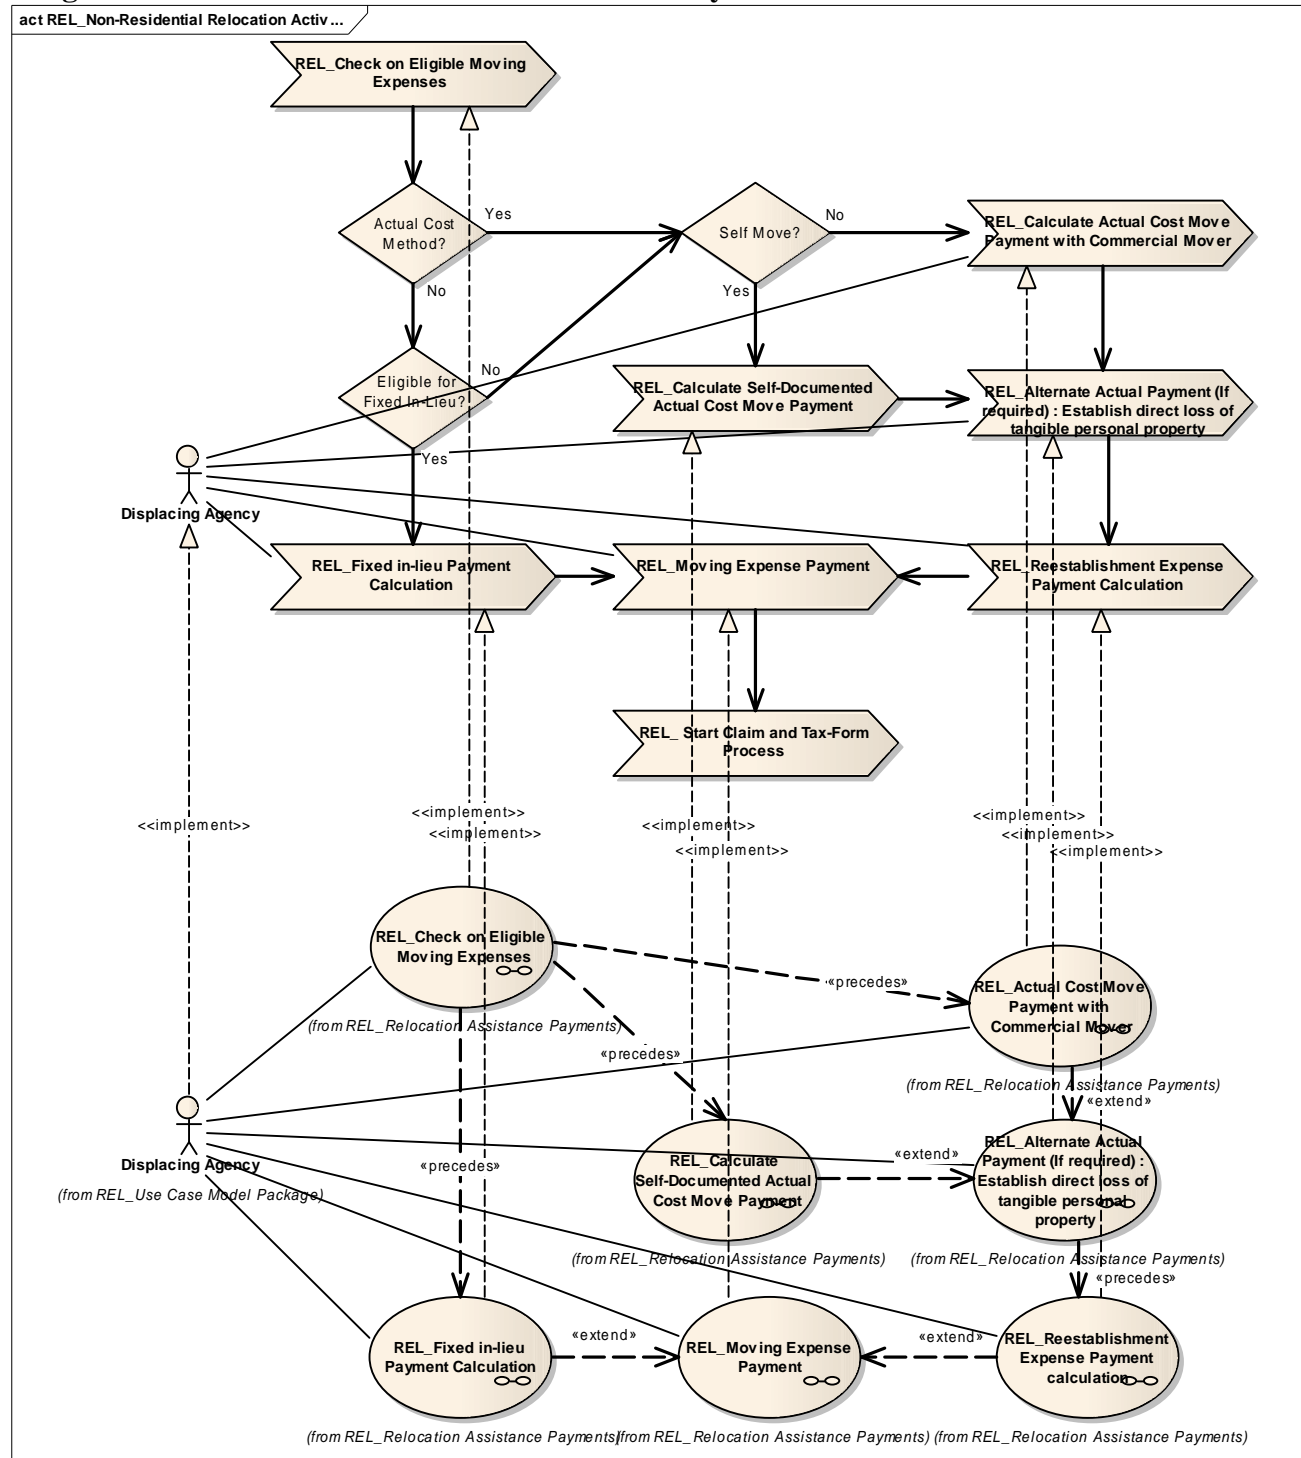 act REL_Non-Residential Relocation Activ...
REL_Check on Eligible Moving
Expenses
Actual Cost
Method?
Yes
No
Self Move?
No
Yes
REL_Calculate Actual Cost Move
Payment with Commercial Mover
Eligible for
Fixed In-Lieu?
No
Yes
REL_Calculate Self-Documented
Actual Cost Move Payment
REL_Alternate Actual Payment (If
required) : Establish direct loss of
tangible personal property
Displacing Agency
REL_Fixed in-lieu Payment
Calculation
REL_Moving Expense Payment
REL_Reestablishment Expense
Payment Calculation
REL_ Start Claim and Tax-Form
Process
<<implement>>
<<implement>>
<<implement>>
<<implement>>
<<implement>>
<<implement>>
<<implement>>
<<implement>>
REL_Check on Eligible
Moving Expenses
(from REL_Relocation Assistance Payments)
«precedes»
«precedes»
«precedes»
REL_Actual Cost Move
Payment with
Commercial Mover
(from REL_Relocation Assistance Payments)
«extend»
Displacing Agency
(from REL_Use Case Model Package)
REL_Calculate
Self-Documented Actual
Cost Move Payment
(from REL_Relocation Assistance Payments)
«extend»
REL_Alternate Actual
Payment (If required) :
Establish direct loss of
tangible personal
property
(from REL_Relocation Assistance Payments)
«precedes»
REL_Fixed in-lieu
Payment Calculation
(from REL_Relocation Assistance Payments)
«extend»
REL_Moving Expense
Payment
(from REL_Relocation Assistance Payments)
«extend»
REL_Reestablishment
Expense Payment
calculation
(from REL_Relocation Assistance Payments)